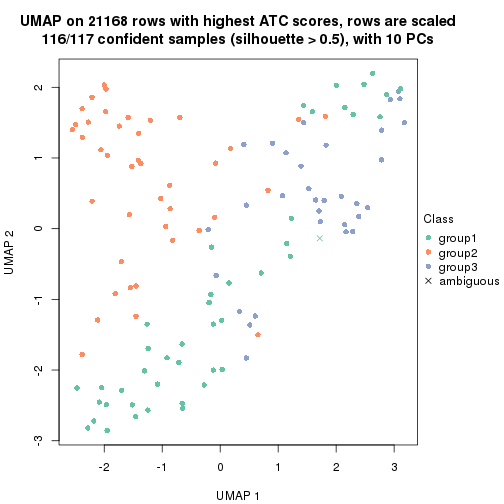 UMAP on 21168 rows with highest ATC scores, rows are scaled
116/117 confident samples (silhouette > 0.5), with 10 PCs
2
1
0
-1
-2
-3
UMAP 2
-2
-1
0
1
2
3
UMAP 1
Class
group1
group2
group3
ambiguous